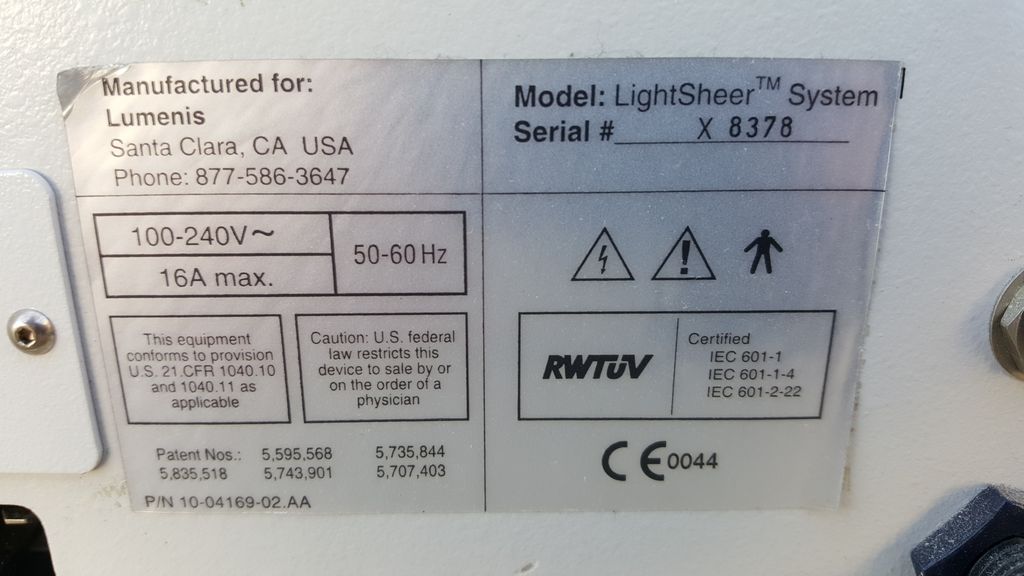 Manufactured for:
Lumenis
Santa Clara, CA USA
Phone: 877-586-3647
Model: LightSheer™ System
Serial # X 8378
100-240V~
16A max.
50-60 Hz
This equipment
conforms to provision
U.S. 21.CFR 1040.10
and 1040.11 as
applicable
Caution: U.S. federal
law restricts this
device to sale by or
on the order of a
physician
RWTÜV
Certified
IEC 601-1
IEC 601-1-4
IEC 601-2-22
Patent Nos.: 5,595,568 5,735,844
5,835,518 5,743,901 5,707,403
P/N 10-04169-02.AA
CE 0044